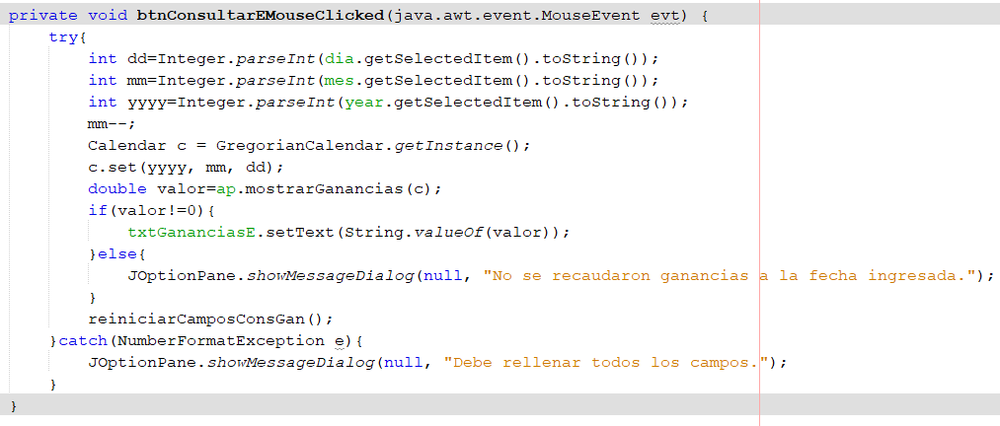 private void btnConsultarEMouseClicked(java.awt.event.MouseEvent evt) {
try{
int dd=Integer.parseInt(dia.getSelectedItem().toString());
int mm=Integer.parseInt(mes.getSelectedItem().toString());
int yyyy=Integer.parseInt(year.getSelectedItem().toString());
mm--;
Calendar c = GregorianCalendar.getInstance();
c.set(yyyy, mm, dd);
double valor=ap.mostrarGanancias(c);
if(valor!=0){
txtGananciasE.setText(String.valueOf(valor));
}else{
JOptionPane.showMessageDialog(null, "No se recaudaron ganancias a la fecha ingresada.");
}
reiniciarCamposConsGan();
}catch(NumberFormatException e){
JOptionPane.showMessageDialog(null, "Debe rellenar todos los campos.");
}
}